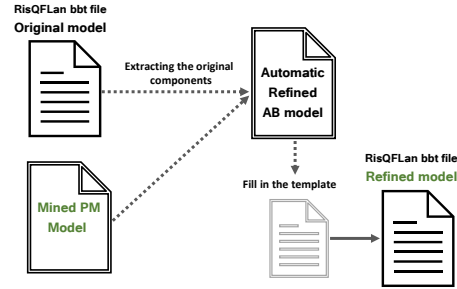 RisQFLan bbt file
Original model
Extracting the original
components
Automatic
Refined
AB model
Mined PM
Model
Fill in the template
RisQFLan bbt file
Refined model